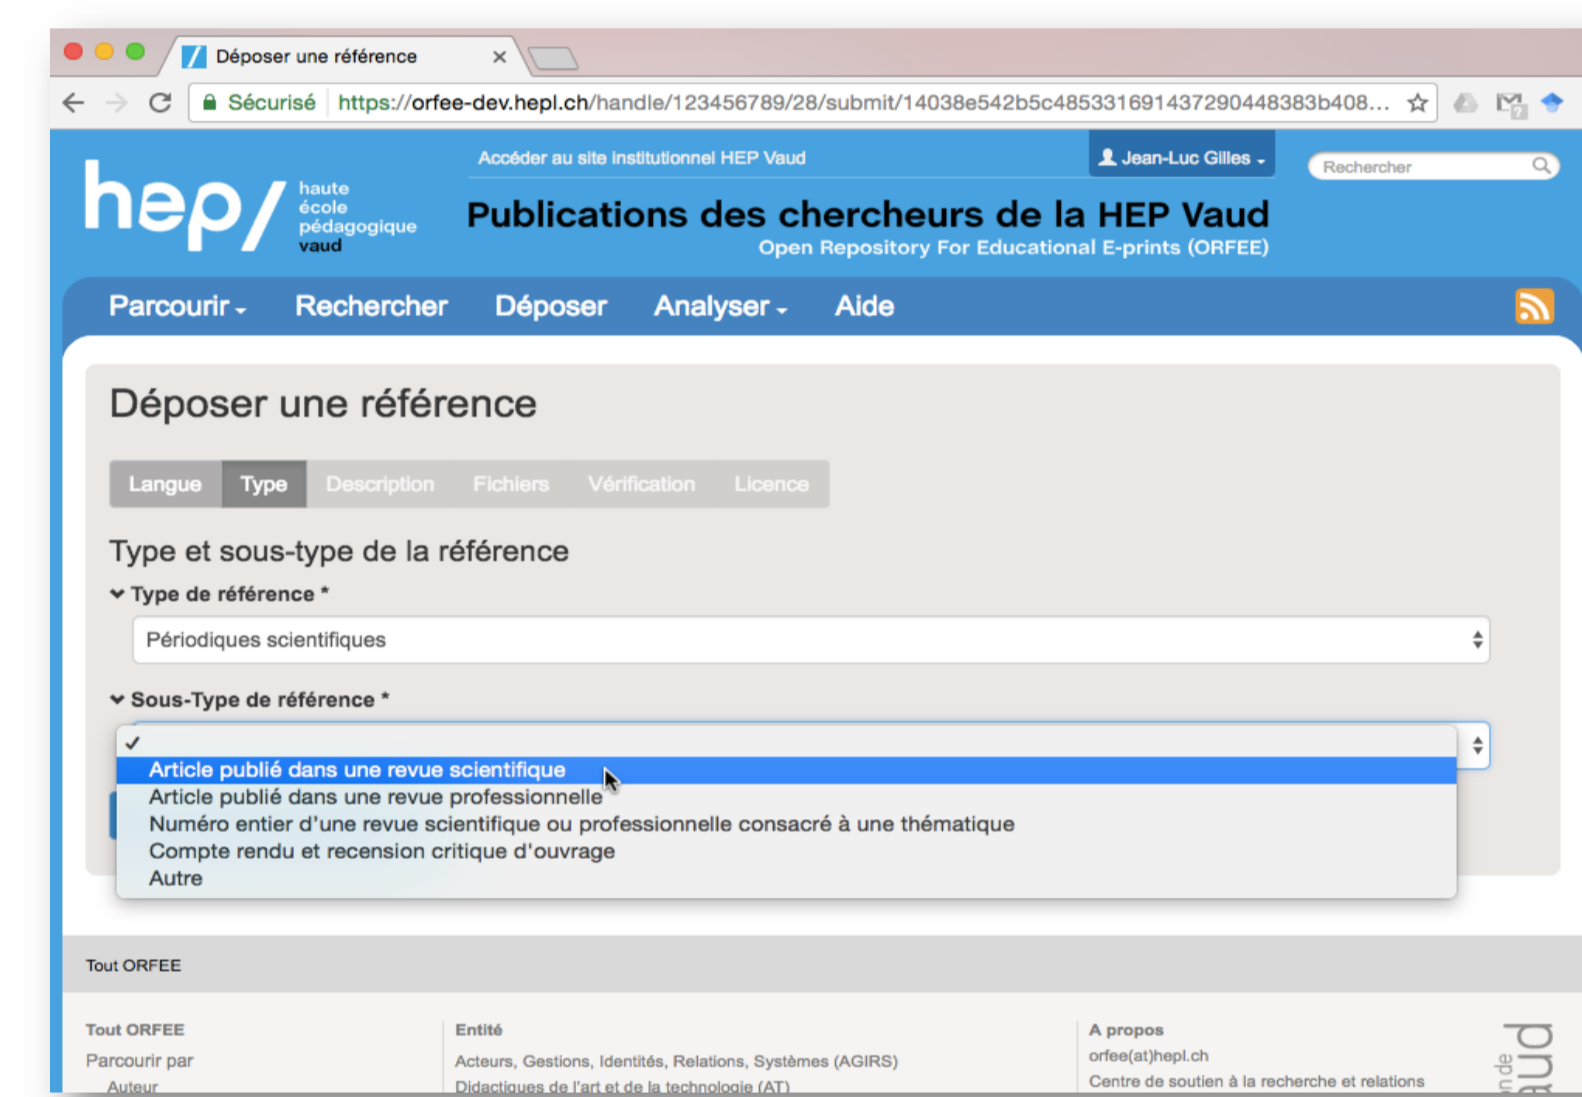 Déposer une référence
Sécurisé https://orfee-dev.hepl.ch/handle/123456789/28/submit/14038e542b5c485331691437290448383b408...
Accéder au site institutionnel HEP Vaud
Jean-Luc Gilles
Rechercher
hep/
haute
école
pédagogique
vaud
Publications des chercheurs de la HEP Vaud
Open Repository For Educational E-prints (ORFEE)
Parcourir Rechercher Déposer Analyser Aide
Déposer une référence
Langue Type Description Fichiers Vérification Licence
Type et sous-type de la référence
Type de référence *
Périodiques scientifiques
Sous-Type de référence *
Article publié dans une revue scientifique
Article publié dans une revue professionnelle
Numéro entier d’une revue scientifique ou professionnelle consacré à une thématique
Compte rendu et recension critique d'ouvrage
Autre
Tout ORFEE
Tout ORFEE
Parcourir par
Auteur
Entité
Acteurs, Gestions, Identités, Relations, Systèmes (AGIRS)
Didactiques de l'art et de la technologie (AT)
A propos
orfee(at)hepl.ch
Centre de soutien à la recherche et relations